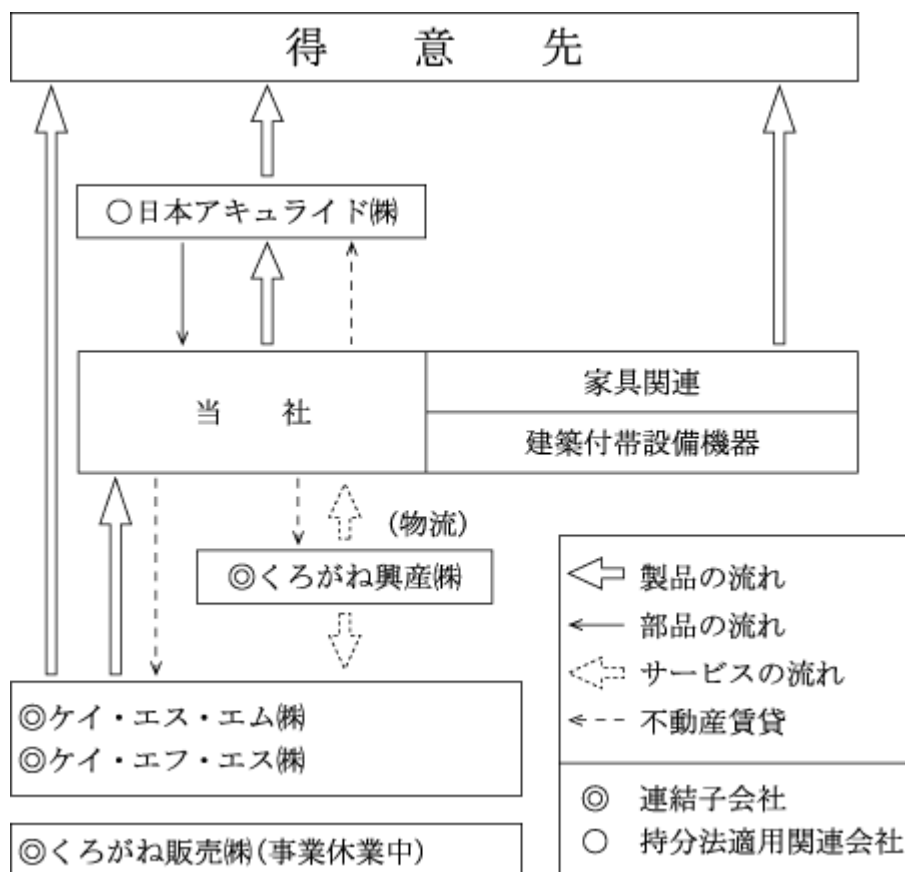 得意先
○日本アキュライド㈱
当社
家具関連
建築付帯設備機器
(物流)
◎くろがね興産㈱
◎ケイ・エス・エム㈱
◎ケイ・エフ・エス㈱
◎くろがね販売㈱(事業休業中)
製品の流れ
部品の流れ
サービスの流れ
不動産賃貸
◎ 連結子会社
○ 持分法適用関連会社